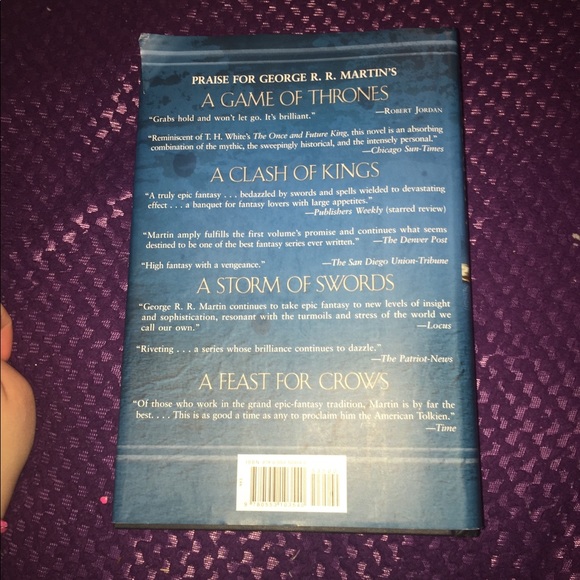 PRAISE FOR GEORGE R. R. MARTIN'S
A GAME OF THRONES
“Grabs hold and won’t let go. It’s brilliant.” —ROBERT JORDAN
“Reminiscent of T. H. White’s The Once and Future King, this novel is an absorbing
combination of the mythic, the sweepingly historical, and the intensely personal.”
—Chicago Sun-Times
A CLASH OF KINGS
“A truly epic fantasy . . . bedazzled by swords and spells wielded to devastating
effect . . . a banquet for fantasy lovers with large appetites.”
—Publishers Weekly (starred review)
“Martin amply fulfills the first volume’s promise and continues what seems
destined to be one of the best fantasy series ever written.” —The Denver Post
“High fantasy with a vengeance.” —The San Diego Union-Tribune
A STORM OF SWORDS
“George R. R. Martin continues to take epic fantasy to new levels of insight
and sophistication, resonant with the turmoils and stress of the world we
call our own.” —Locus
“Riveting . . . a series whose brilliance continues to dazzle.”
—The Patriot-News
A FEAST FOR CROWS
“Of those who work in the grand epic-fantasy tradition, Martin is by far the
best. . . . This is as good a time as any to proclaim him the American Tolkien.”
—Time